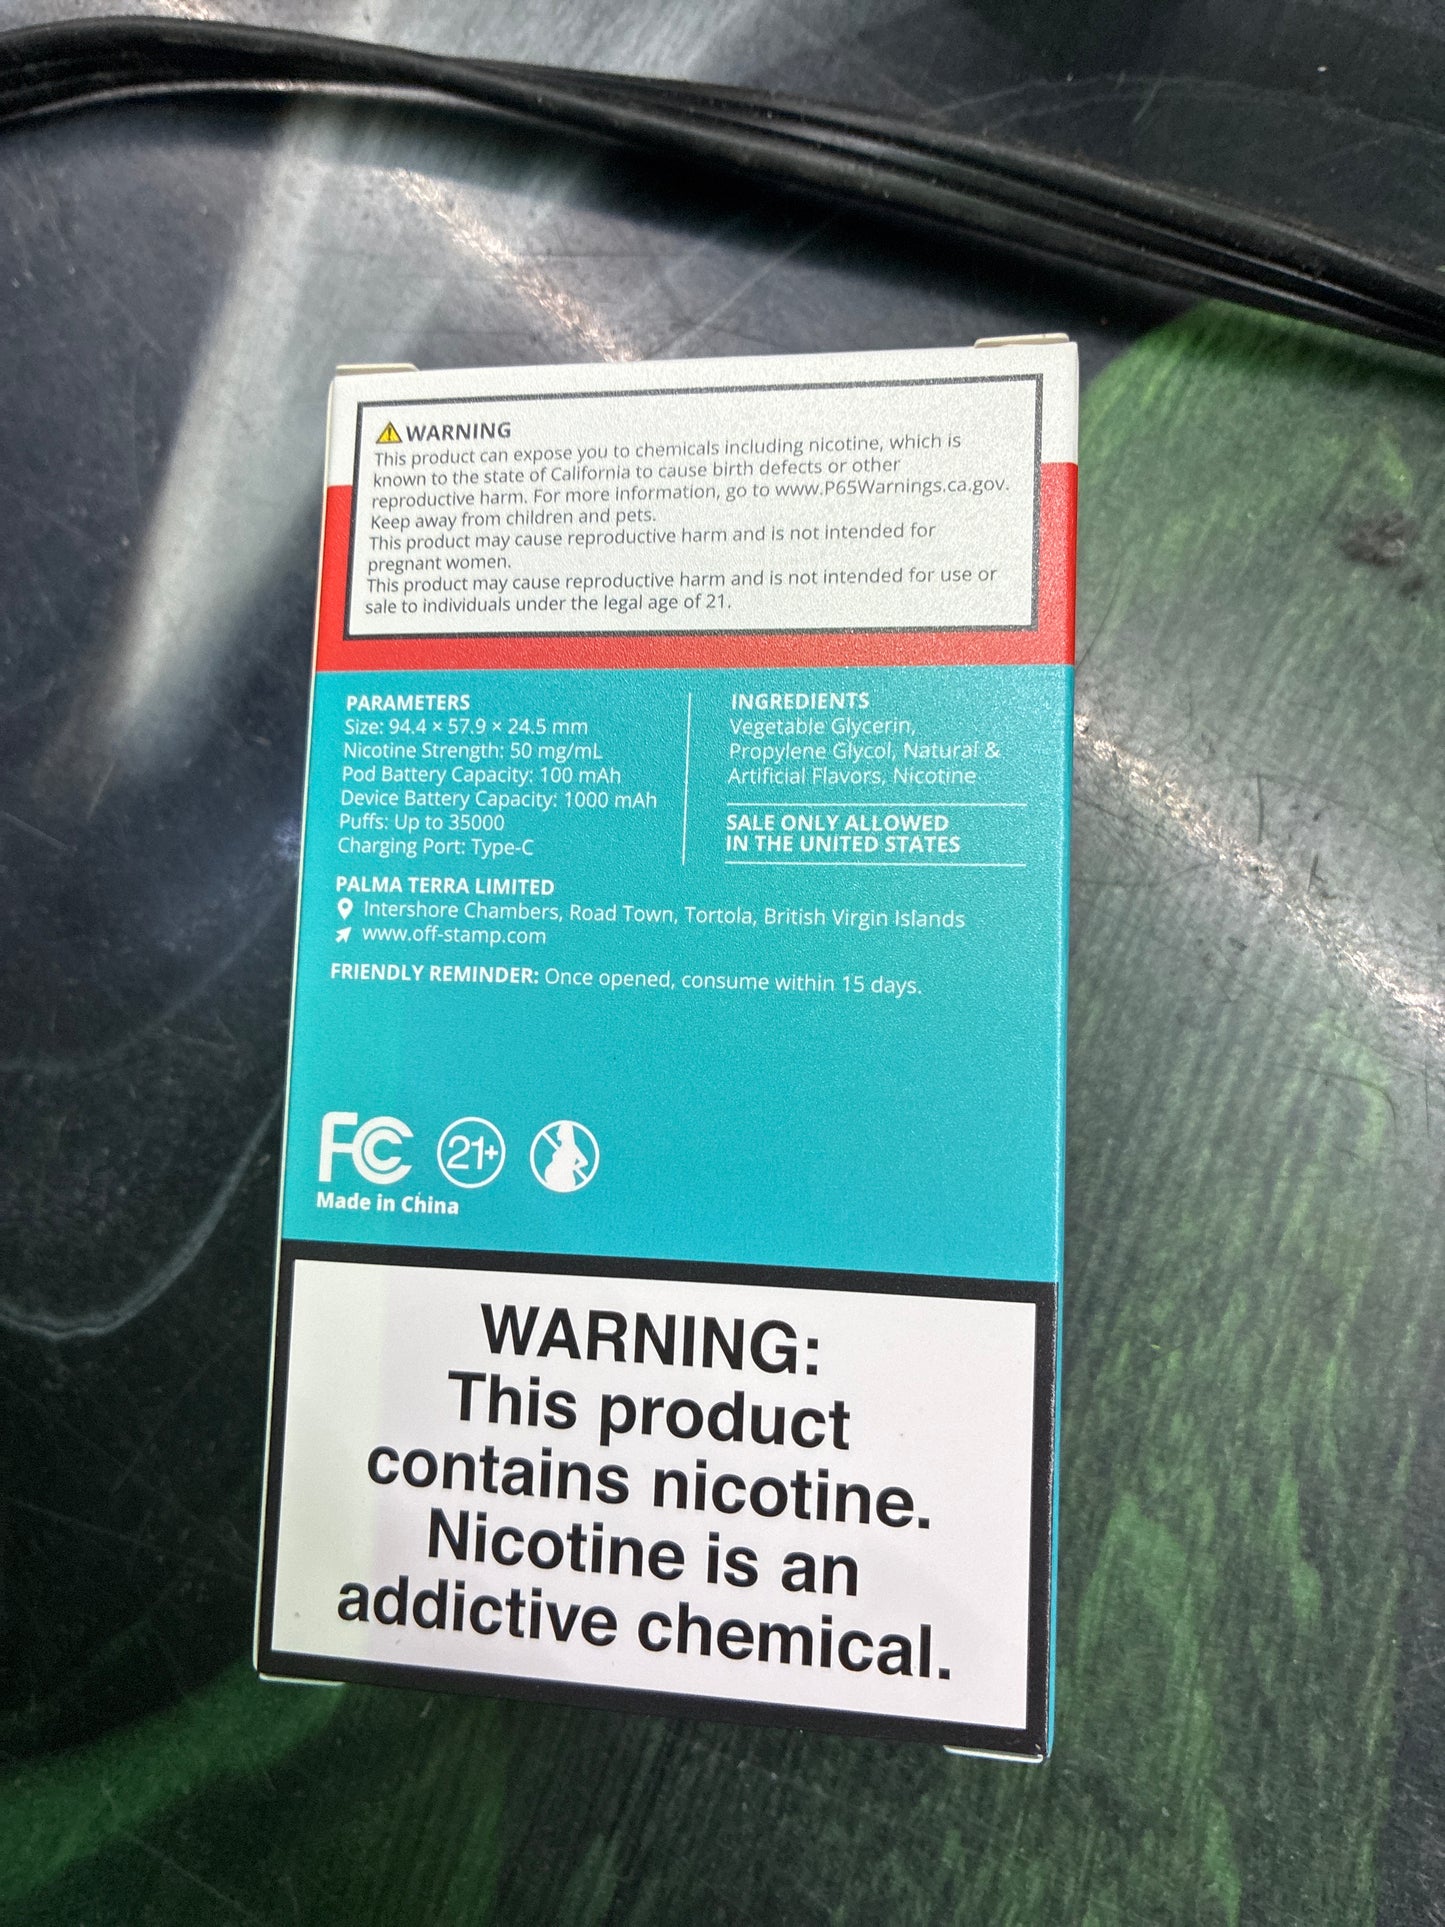 WARNING
This product can expose you to chemicals including nicotine, which is
known to the state of California to cause birth defects or other
reproductive harm. For more information, go to www.P65Warnings.ca.gov.
Keep away from children and pets.
This product may cause reproductive harm and is not intended for
pregnant women.
This product may cause reproductive harm and is not intended for use or
sale to individuals under the legal age of 21.
PARAMETERS
Size: 94.4 × 57.9 × 24.5 mm
Nicotine Strength: 50 mg/mL
Pod Battery Capacity: 100 mAh
Device Battery Capacity: 1000 mAh
Puffs: Up to 35000
Charging Port: Type-C
INGREDIENTS
Vegetable Glycerin,
Propylene Glycol, Natural &
Artificial Flavors, Nicotine
SALE ONLY ALLOWED
IN THE UNITED STATES
PALMA TERRA LIMITED
Intershore Chambers, Road Town, Tortola, British Virgin Islands
www.off-stamp.com
FRIENDLY REMINDER: Once opened, consume within 15 days.
FC 21+
Made in China
WARNING:
This product
contains nicotine.
Nicotine is an
addictive chemical.